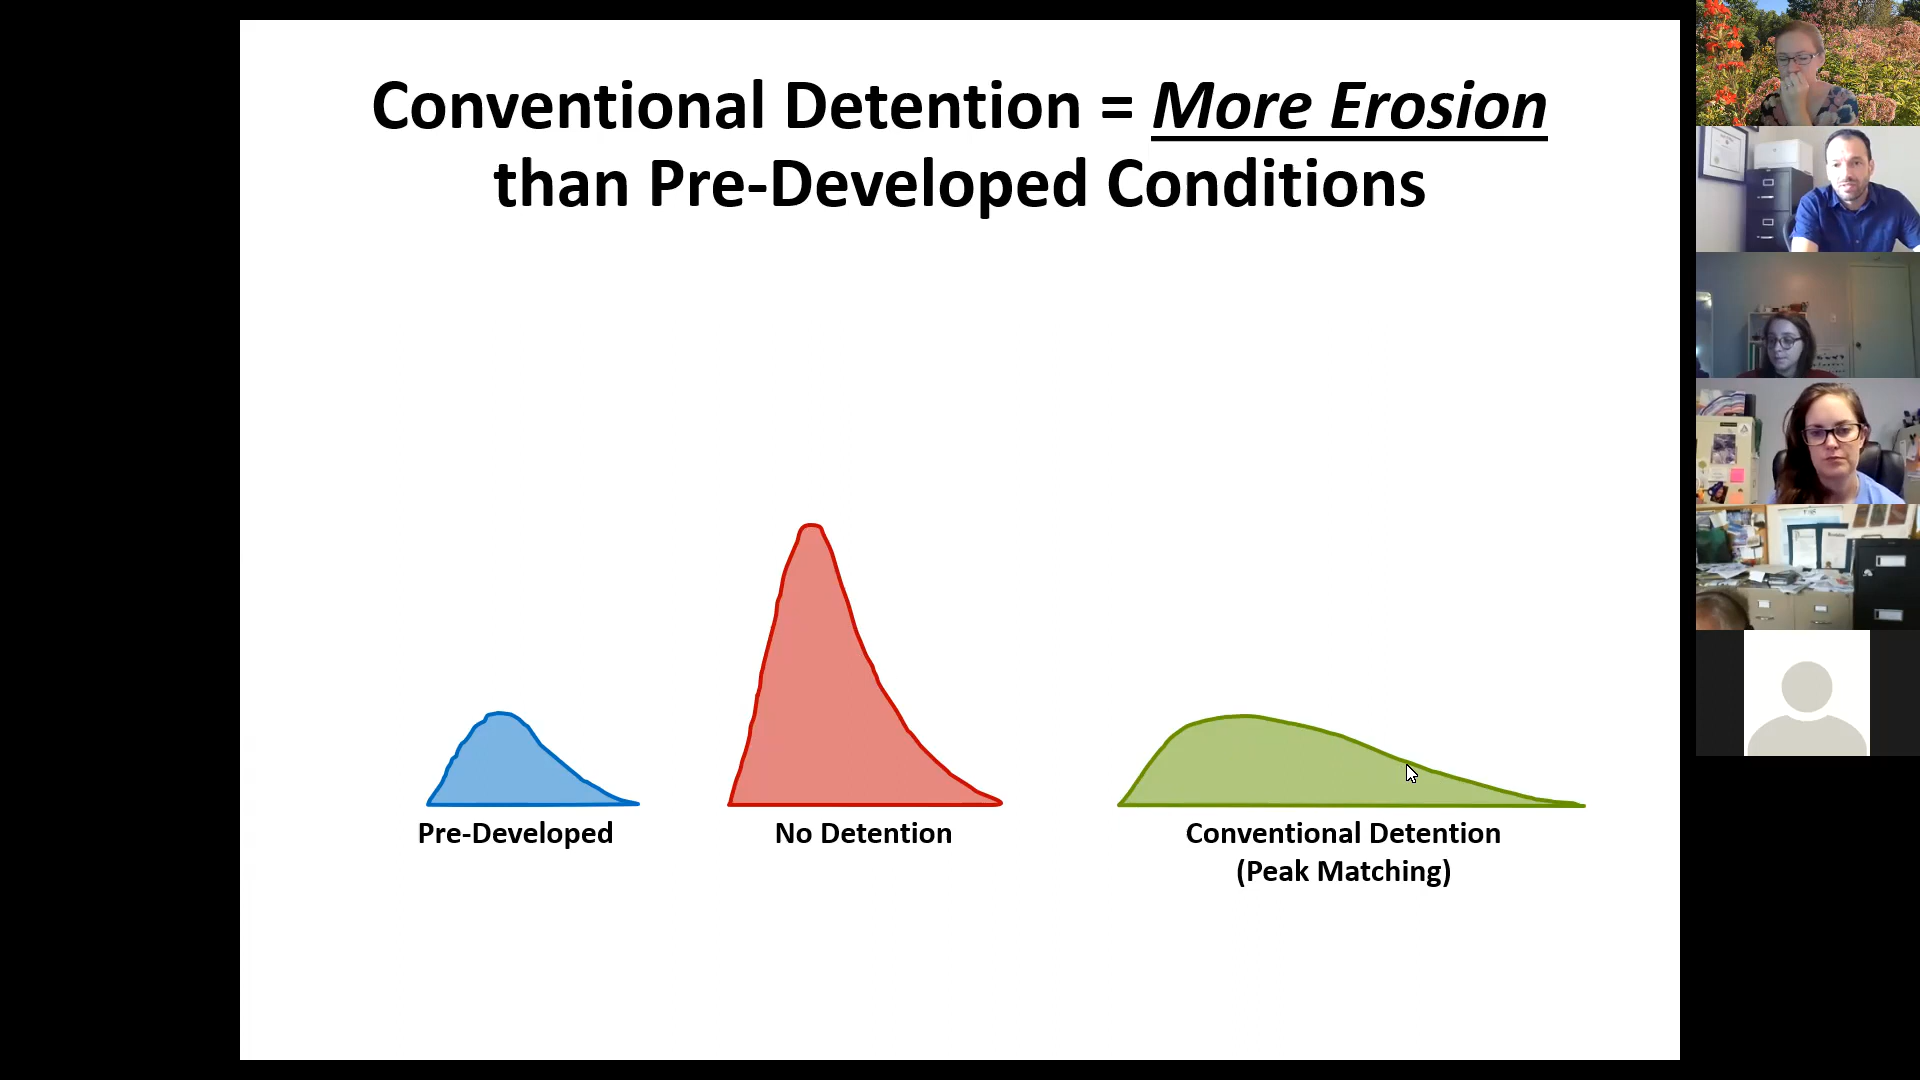 Conventional Detention = More Erosion
than Pre-Developed Conditions
Pre-Developed
No Detention
Conventional Detention
(Peak Matching)